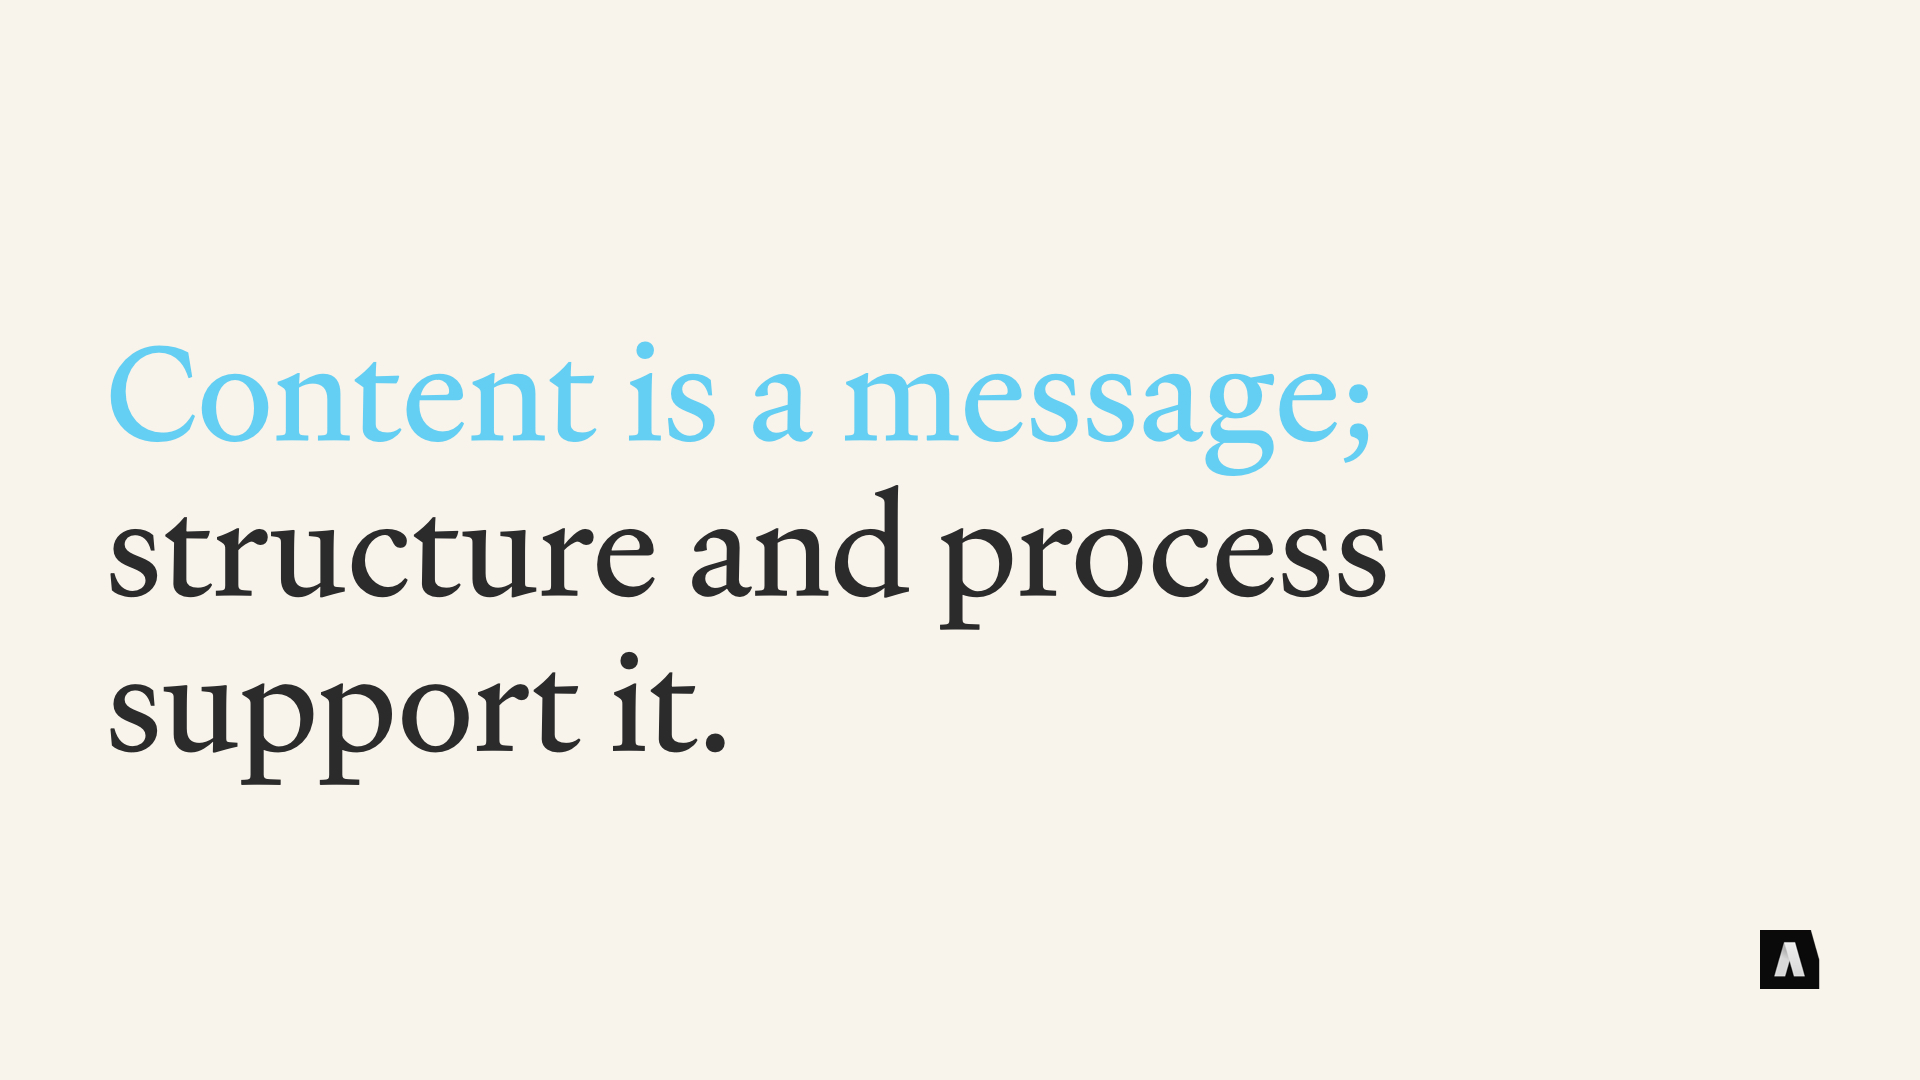 Content is a message;
structure and process
support it.